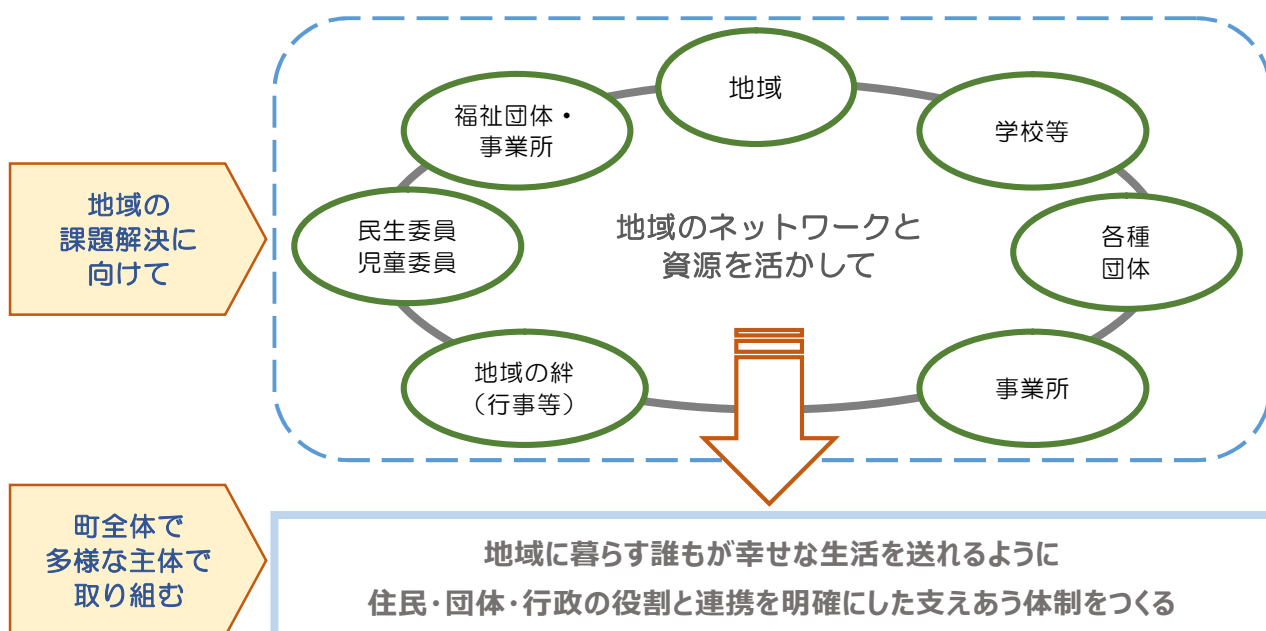 地域
福祉団体・
事業所
学校等
地域の
課題解決に
向けて
民生委員
児童委員
地域のネットワークと
資源を活かして
各種
団体
地域の絆
（行事等）
事業所
町全体で
多様な主体で
取り組む
地域に暮らす誰もが幸せな生活を送れるように
住民・団体・行政の役割と連携を明確にした支えあう体制をつくる